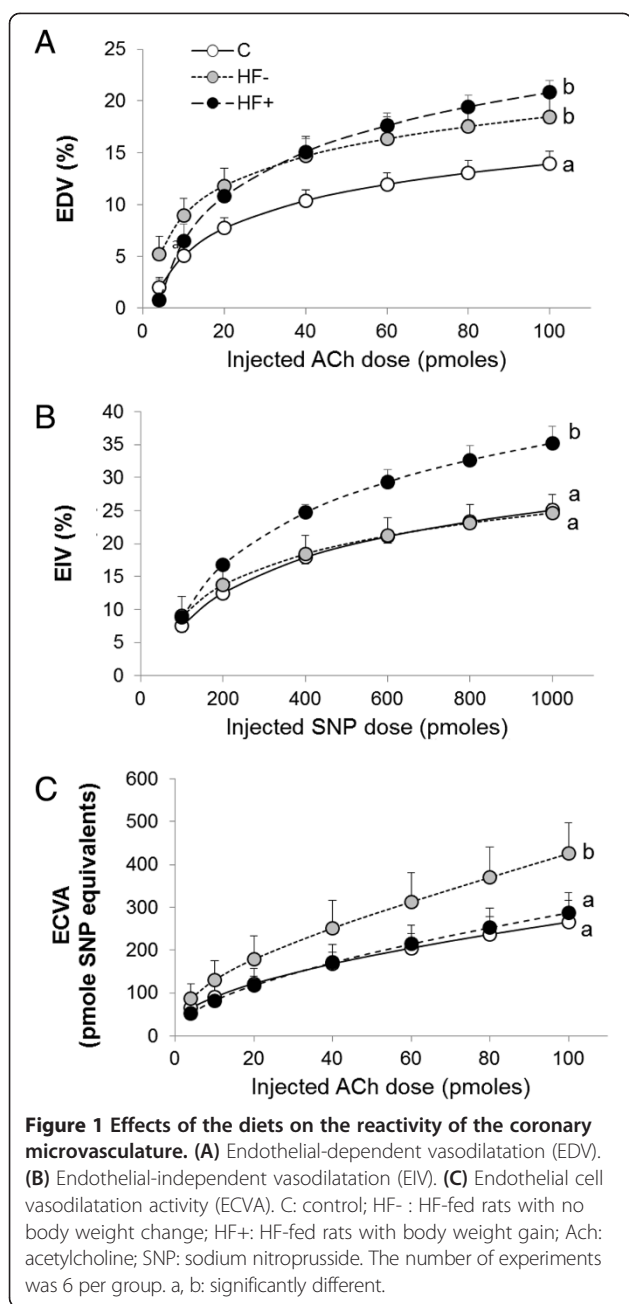 A
C
HF-
HF+
EDV (%)
25
20
15
10
5
0
b
b
a
a
0 20 40 60 80 100
Injected ACh dose (pmoles)
B
EIV (%)
40
35
30
25
20
15
10
5
0
b
a
a
0 200 400 600 800 1000
Injected SNP dose (pmoles)
C
ECVA
(pmole SNP equivalents)
600
500
400
300
200
100
0
b
a
a
0 20 40 60 80 100
Injected ACh dose (pmoles)
Figure 1 Effects of the diets on the reactivity of the coronary
microvasculature. (A) Endothelial-dependent vasodilatation (EDV).
(B) Endothelial-independent vasodilatation (EIV). (C) Endothelial cell
vasodilatation activity (ECVA). C: control; HF- : HF-fed rats with no
body weight change; HF+: HF-fed rats with body weight gain; Ach:
acetylcholine; SNP: sodium nitroprusside. The number of experiments
was 6 per group. a, b: significantly different.